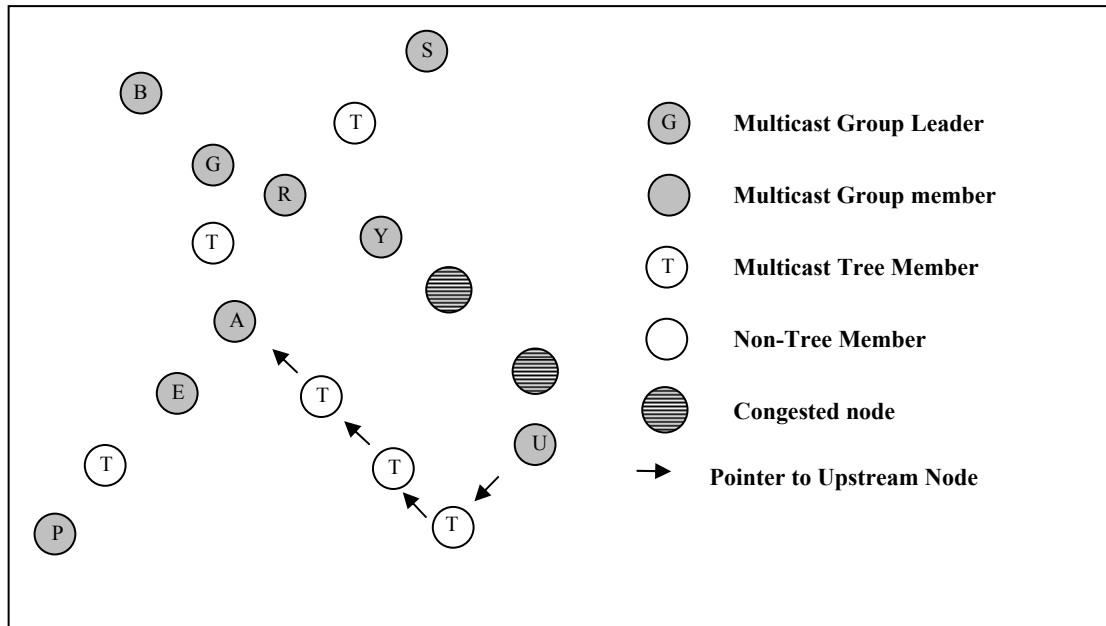 S
B
T
G
R
T
Y
A
T
E
U
T
T
T
P
G Multicast Group Leader
Multicast Group member
T Multicast Tree Member
Non-Tree Member
Congested node
Pointer to Upstream Node